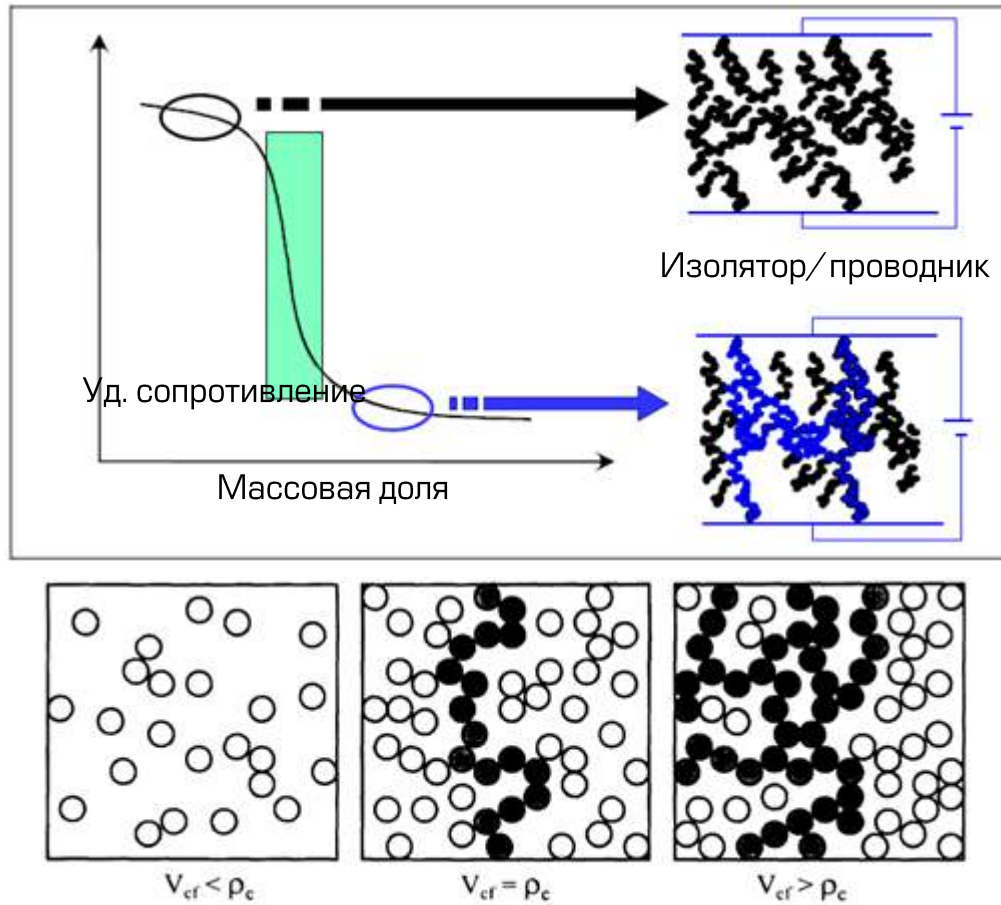 Изолятор/проводник
Уд. сопротивление
Массовая доля
V_cf < ρ_c
V_cf = ρ_c
V_cf > ρ_c